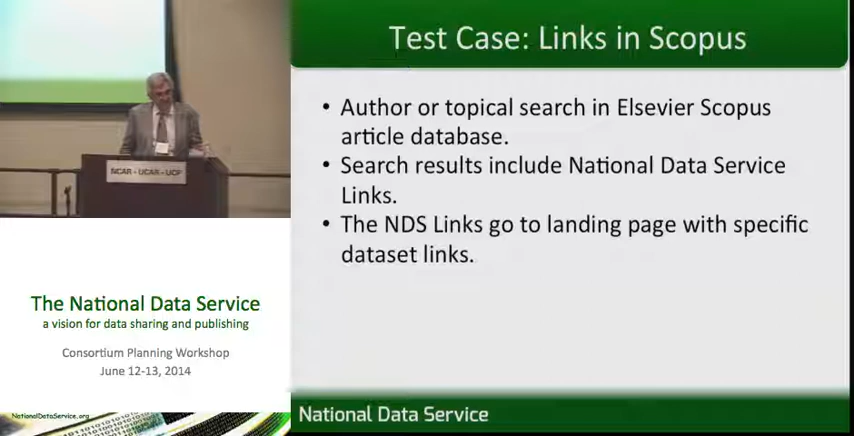 Test Case: Links in Scopus
• Author or topical search in Elsevier Scopus
article database.
• Search results include National Data Service
Links.
• The NDS Links go to landing page with specific
dataset links.
National Data Service
NCAR - UCAR - UCP
The National Data Service
a vision for data sharing and publishing
Consortium Planning Workshop
June 12-13, 2014
NationalDataService.org